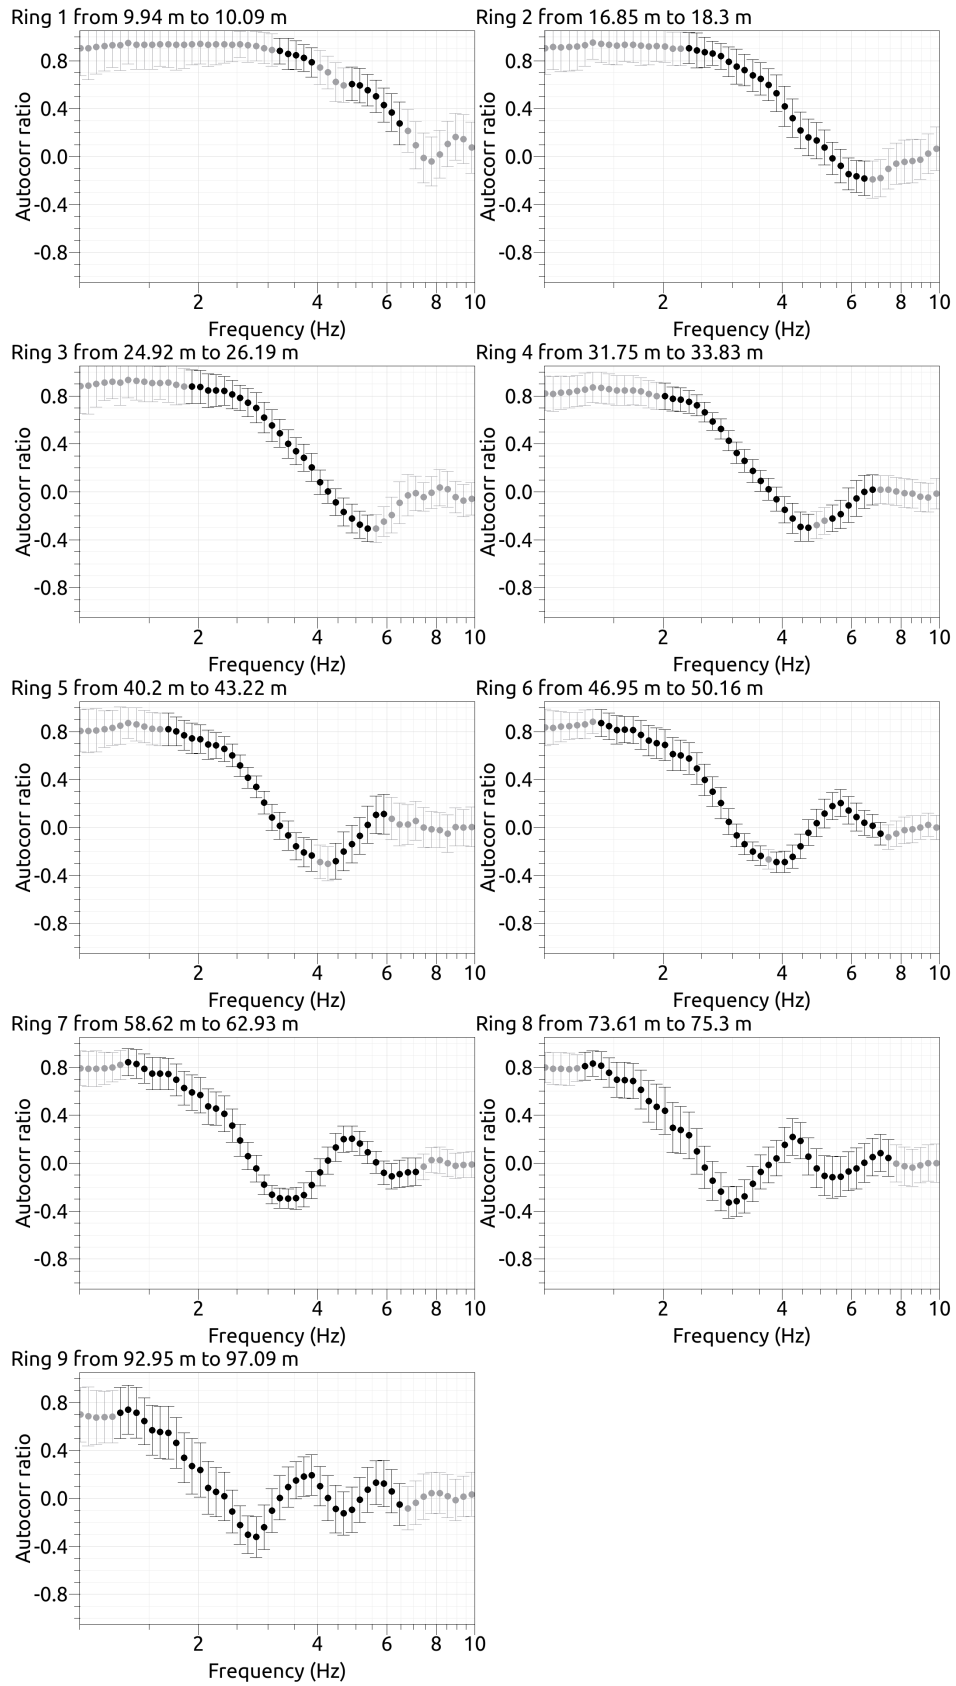 Ring 1 from 9.94 m to 10.09 m
Autocorr ratio
0.8
0.4
0.0
-0.4
-0.8
2 4 6 8 10
Frequency (Hz)
Ring 2 from 16.85 m to 18.3 m
Autocorr ratio
0.8
0.4
0.0
-0.4
-0.8
2 4 6 8 10
Frequency (Hz)
Ring 3 from 24.92 m to 26.19 m
Autocorr ratio
0.8
0.4
0.0
-0.4
-0.8
2 4 6 8 10
Frequency (Hz)
Ring 4 from 31.75 m to 33.83 m
Autocorr ratio
0.8
0.4
0.0
-0.4
-0.8
2 4 6 8 10
Frequency (Hz)
Ring 5 from 40.2 m to 43.22 m
Autocorr ratio
0.8
0.4
0.0
-0.4
-0.8
2 4 6 8 10
Frequency (Hz)
Ring 6 from 46.95 m to 50.16 m
Autocorr ratio
0.8
0.4
0.0
-0.4
-0.8
2 4 6 8 10
Frequency (Hz)
Ring 7 from 58.62 m to 62.93 m
Autocorr ratio
0.8
0.4
0.0
-0.4
-0.8
2 4 6 8 10
Frequency (Hz)
Ring 8 from 73.61 m to 75.3 m
Autocorr ratio
0.8
0.4
0.0
-0.4
-0.8
2 4 6 8 10
Frequency (Hz)
Ring 9 from 92.95 m to 97.09 m
Autocorr ratio
0.8
0.4
0.0
-0.4
-0.8
2 4 6 8 10
Frequency (Hz)